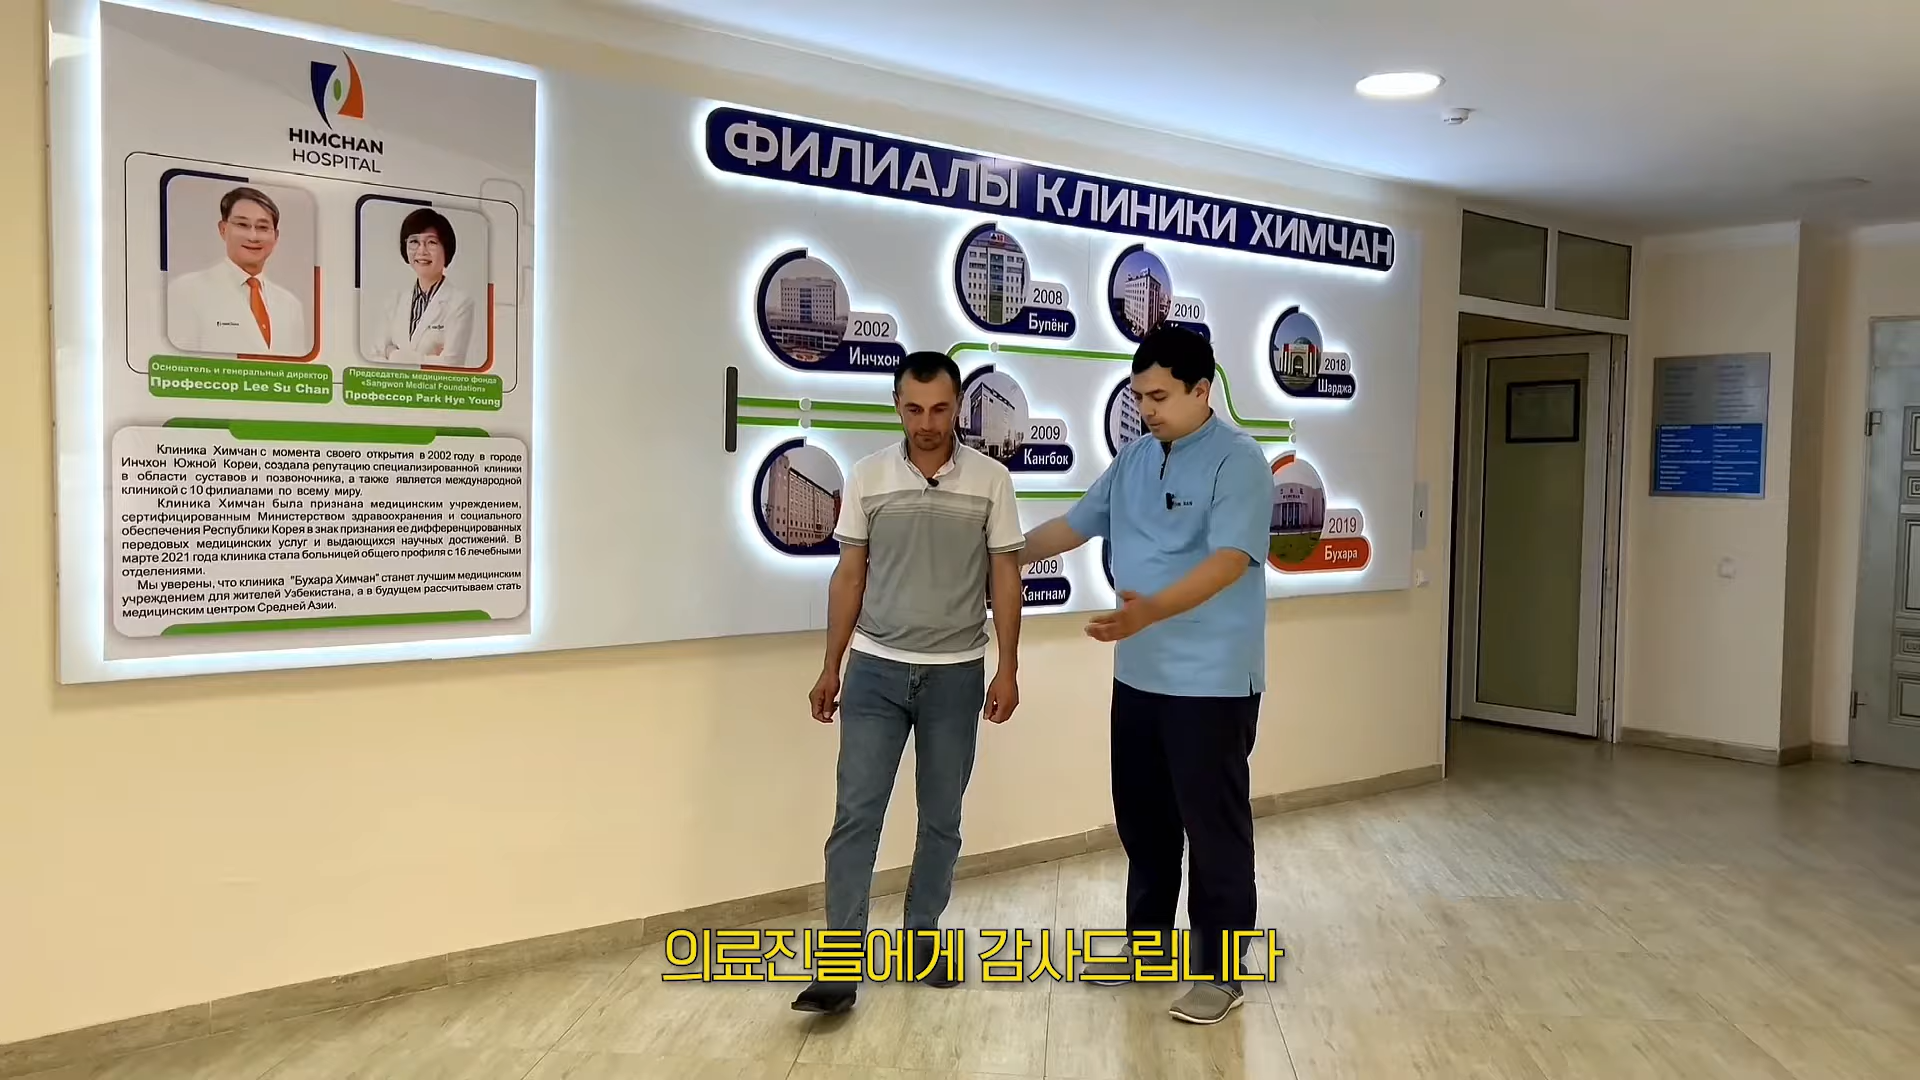 HIMCHAN
HOSPITAL
Основатель и генеральный директор
Профессор Lee Su Chan
Председатель медицинского фонда
«Sangwon Medical Foundation»
Профессор Park Hye Young
Клиника Химчан с момента своего открытия в 2002 году в городе
Инчхон Южной Кореи, создала репутацию специализированной клиники
в области суставов и позвоночника, а также является международной
клиникой с 10 филиалами по всему миру.
Клиника Химчан была признана медицинским учреждением,
сертифицированным Министерством здравоохранения и социального
обеспечения Республики Корея в знак признания ее дифференцированных
передовых медицинских услуг и выдающихся научных достижений. В
марте 2021 года клиника стала больницей общего профиля с 16 лечебными
отделениями.
Мы уверены, что клиника "Бухара Химчан" станет лучшим медицинским
учреждением для жителей Узбекистана, а в будущем рассчитываем стать
медицинским центром Средней Азии.
ФИЛИАЛЫ КЛИНИКИ ХИМЧАН
2002
Инчхон
2008
Бупёнг
2010
2018
Шарджа
2009
Кангбок
2009
Кангнам
2019
Бухара
의료진들에게 감사드립니다